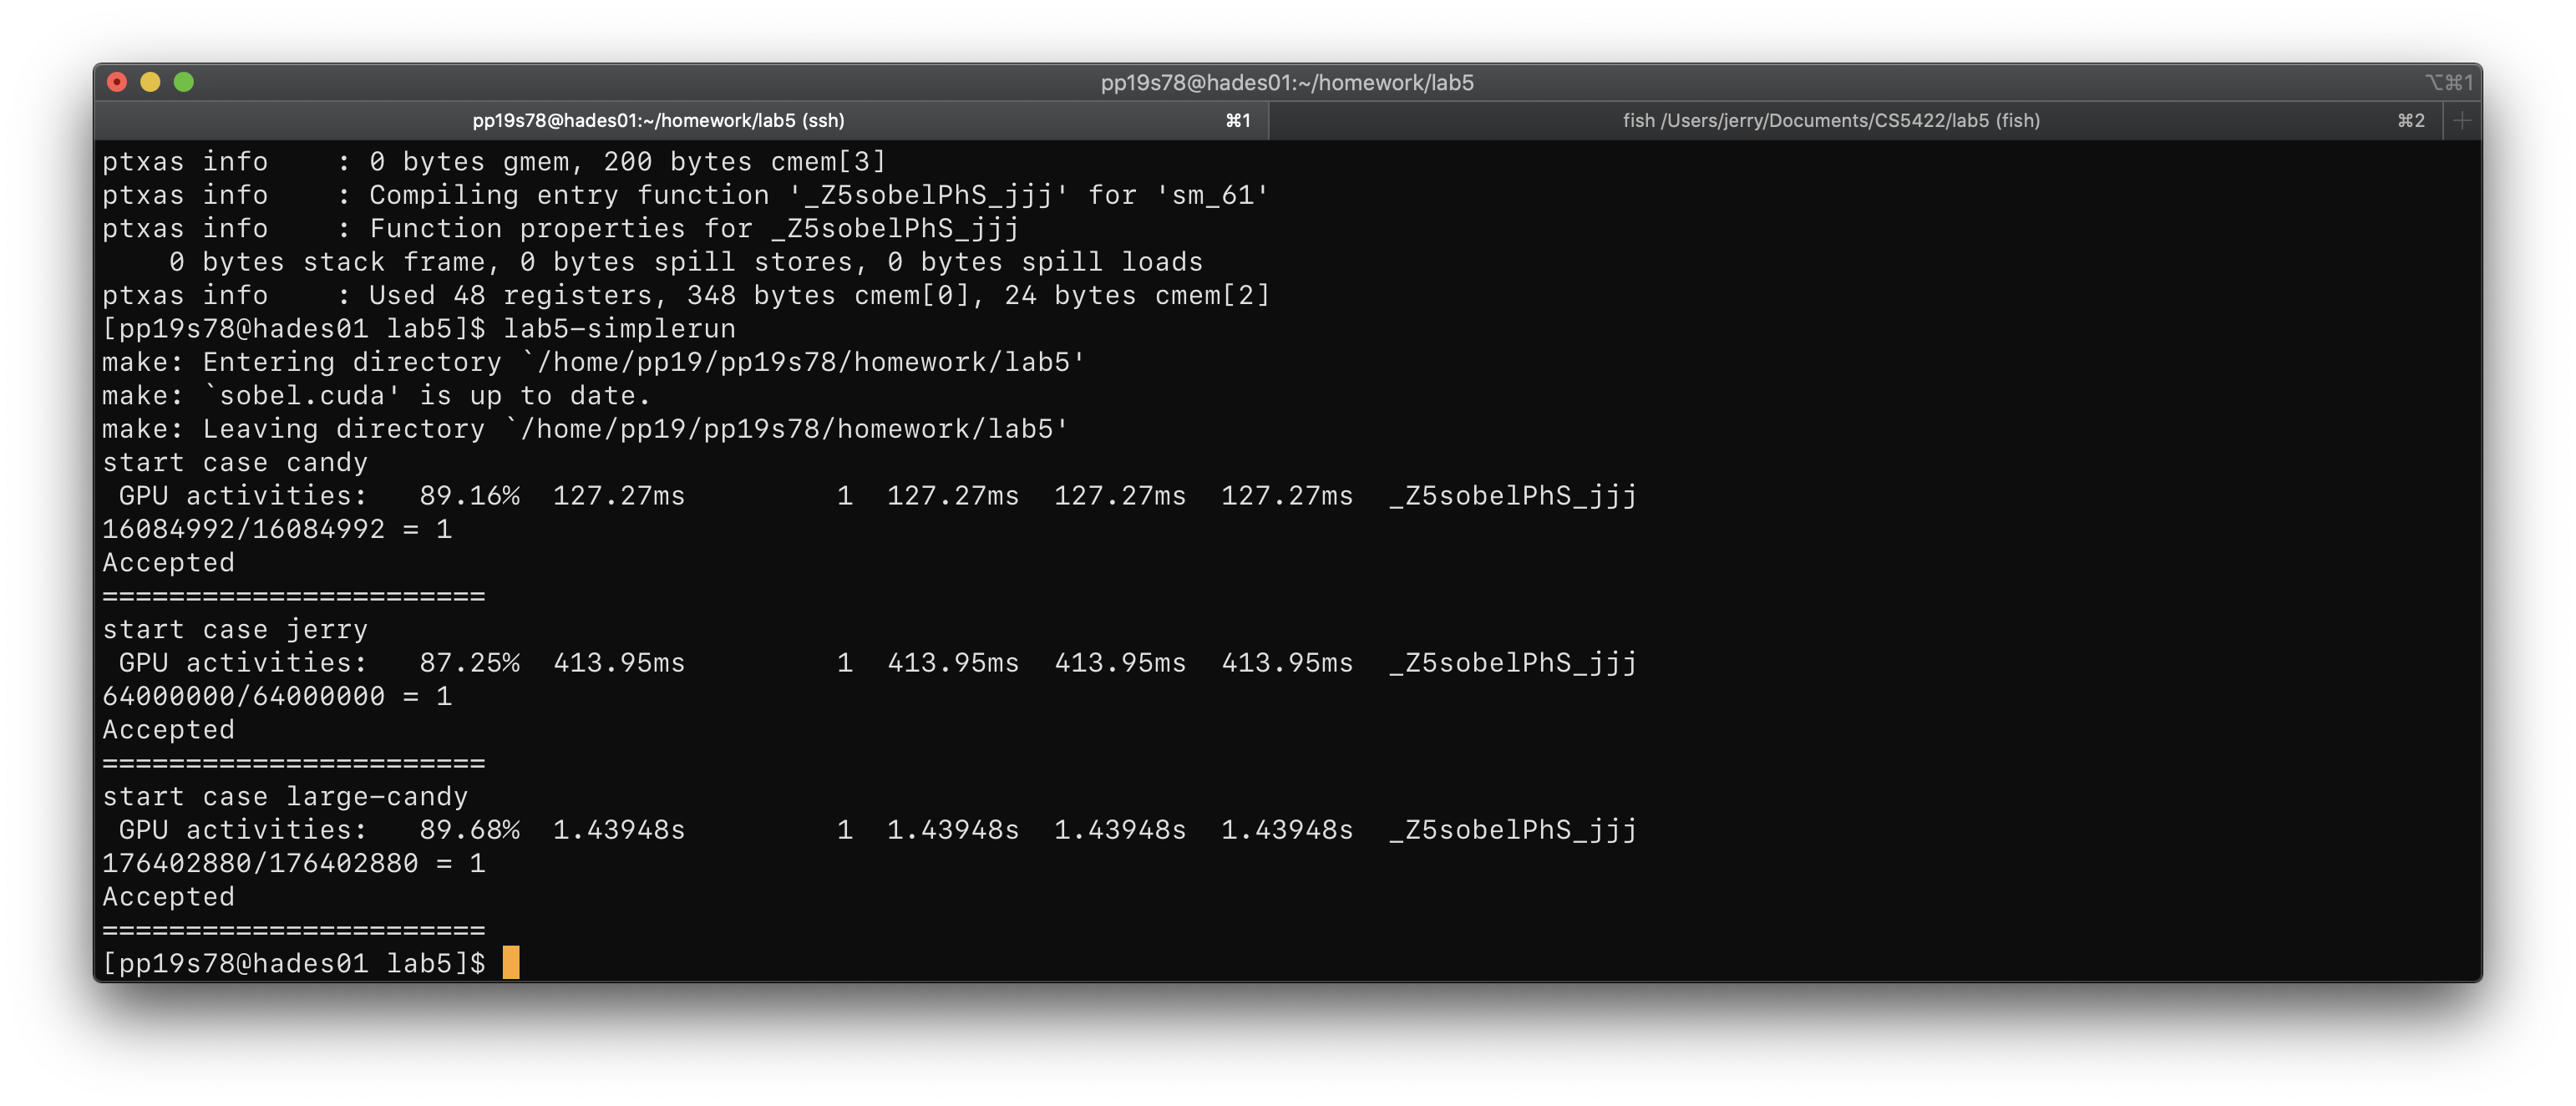 pp19s78@hades01:~/homework/lab5
⌥⌘1
pp19s78@hades01:~/homework/lab5 (ssh) ⌘1
fish /Users/jerry/Documents/CS5422/lab5 (fish) ⌘2 +
ptxas info    : 0 bytes gmem, 200 bytes cmem[3]
ptxas info    : Compiling entry function '_Z5sobelPhS_jjj' for 'sm_61'
ptxas info    : Function properties for _Z5sobelPhS_jjj
    0 bytes stack frame, 0 bytes spill stores, 0 bytes spill loads
ptxas info    : Used 48 registers, 348 bytes cmem[0], 24 bytes cmem[2]
[pp19s78@hades01 lab5]$ lab5-simplerun
make: Entering directory `/home/pp19/pp19s78/homework/lab5'
make: `sobel.cuda' is up to date.
make: Leaving directory `/home/pp19/pp19s78/homework/lab5'
start case candy
 GPU activities:   89.16%  127.27ms         1  127.27ms  127.27ms  127.27ms  _Z5sobelPhS_jjj
16084992/16084992 = 1
Accepted
=======================
start case jerry
 GPU activities:   87.25%  413.95ms         1  413.95ms  413.95ms  413.95ms  _Z5sobelPhS_jjj
64000000/64000000 = 1
Accepted
=======================
start case large-candy
 GPU activities:   89.68%  1.43948s         1  1.43948s  1.43948s  1.43948s  _Z5sobelPhS_jjj
176402880/176402880 = 1
Accepted
=======================
[pp19s78@hades01 lab5]$